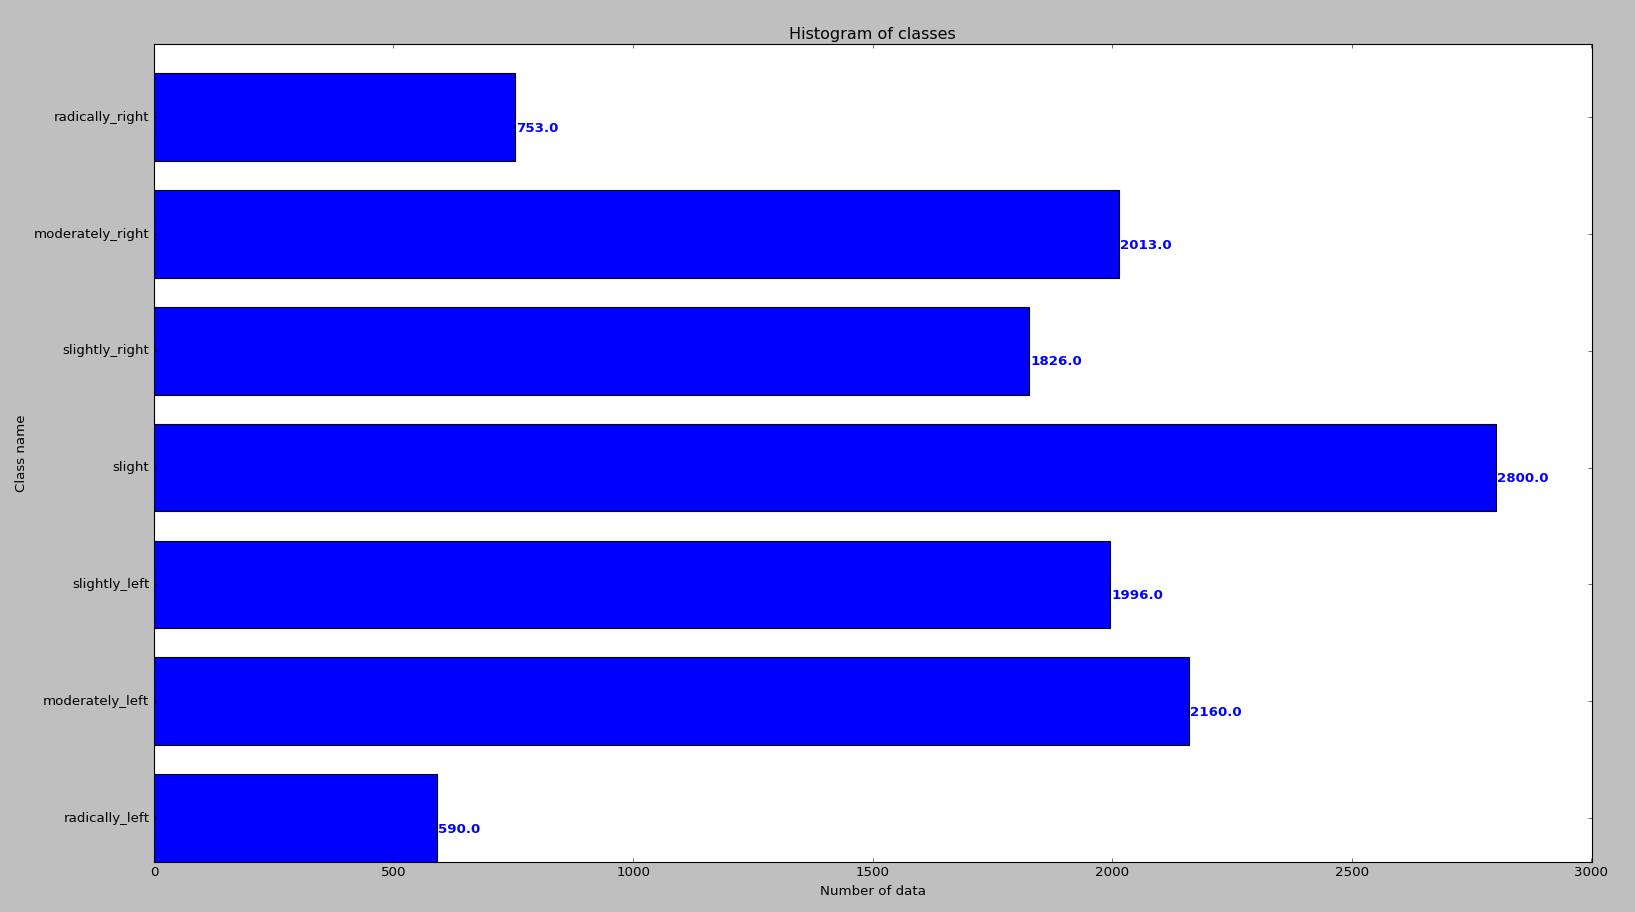 Histogram of classes
radically_right
753.0
moderately_right
2013.0
slightly_right
1826.0
Class name
slight
2800.0
slightly_left
1996.0
moderately_left
2160.0
radically_left
590.0
0 500 1000 1500 2000 2500 3000
Number of data